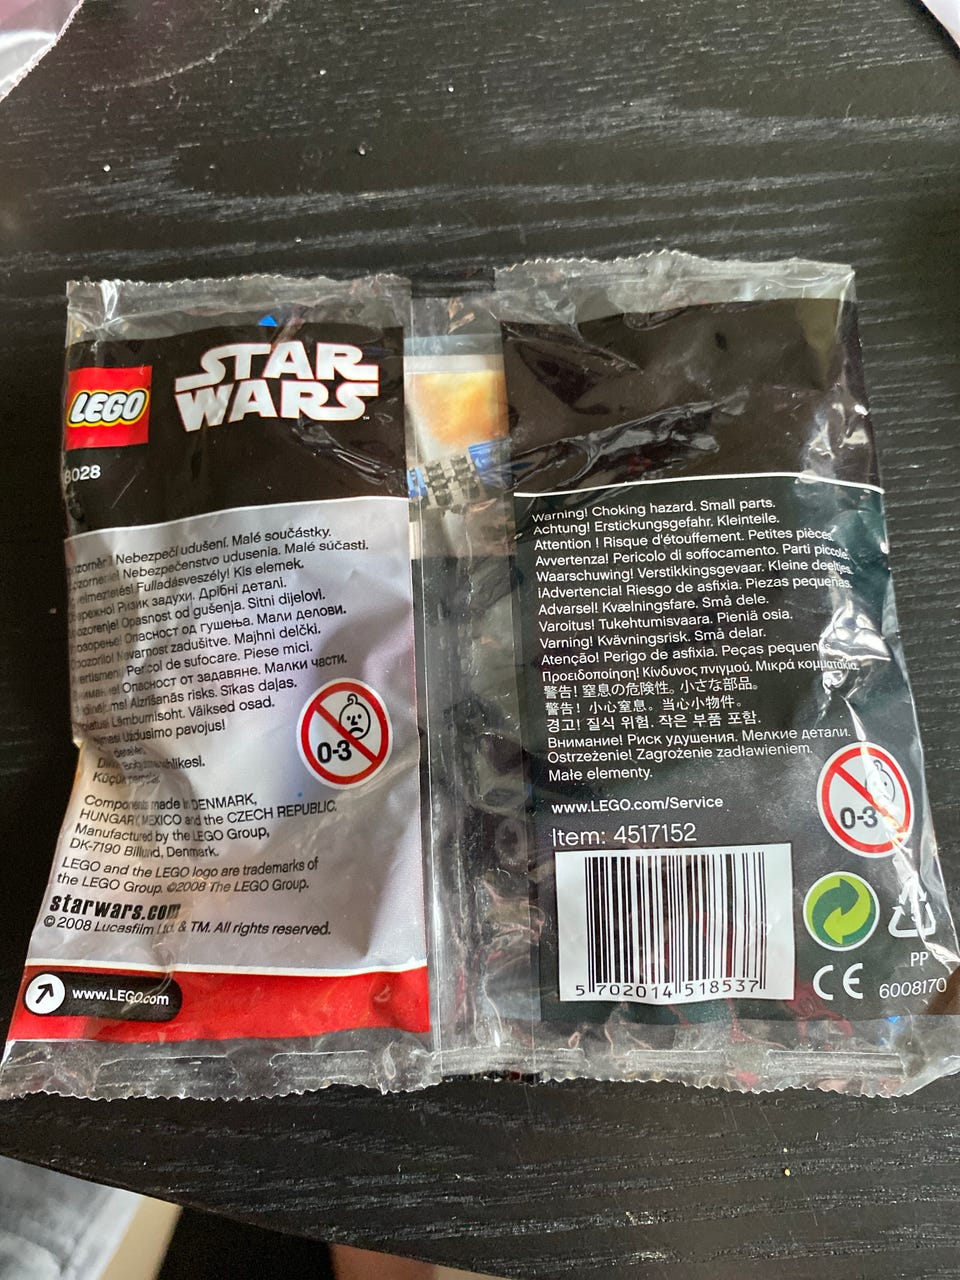 LEGO
STAR
WARS™
8028
Nebezpečí udušení. Malé součástky.
Nebezpečenstvo udusenia. Malé súčasti.
Fulladásveszély! Kis elemek.
Ризик задухи. Дрібні деталі.
Opasnost od gušenja. Sitni dijelovi.
Опасност од гушења. Мали делови.
Nevarnost zadušitve. Majhni delčki.
Pericol de sufocare. Piese mici.
Опасност от задавяне. Малки части.
Aizrīšanās risks. Sīkas daļas.
Lämbumisoht. Väiksed osad.
Uždusimo pavojus!
0-3
Components made in DENMARK,
HUNGARY, MEXICO and the CZECH REPUBLIC.
Manufactured by the LEGO Group,
DK-7190 Billund, Denmark.
LEGO and the LEGO logo are trademarks of
the LEGO Group. ©2008 The LEGO Group.
starwars.com
© 2008 Lucasfilm Ltd. & TM. All rights reserved.
www.LEGO.com
Warning! Choking hazard. Small parts.
Achtung! Erstickungsgefahr. Kleinteile.
Attention ! Risque d'étouffement. Petites pièces.
Avvertenza! Pericolo di soffocamento. Parti piccole.
Waarschuwing! Verstikkingsgevaar. Kleine deeltjes.
¡Advertencia! Riesgo de asfixia. Piezas pequeñas.
Advarsel! Kvælningsfare. Små dele.
Varoitus! Tukehtumisvaara. Pieniä osia.
Varning! Kvävningsrisk. Små delar.
Atenção! Perigo de asfixia. Peças pequenas.
Προειδοποίηση! Κίνδυνος πνιγμού. Μικρά κομματάκια.
警告! 窒息の危険性。小さな部品。
警告! 小心窒息。当心小物件。
경고! 질식 위험. 작은 부품 포함.
Внимание! Риск удушения. Мелкие детали.
Ostrzeżenie! Zagrożenie zadławieniem.
Małe elementy.
www.LEGO.com/Service
Item: 4517152
0-3
5 702014 518537
CE
PP
6008170